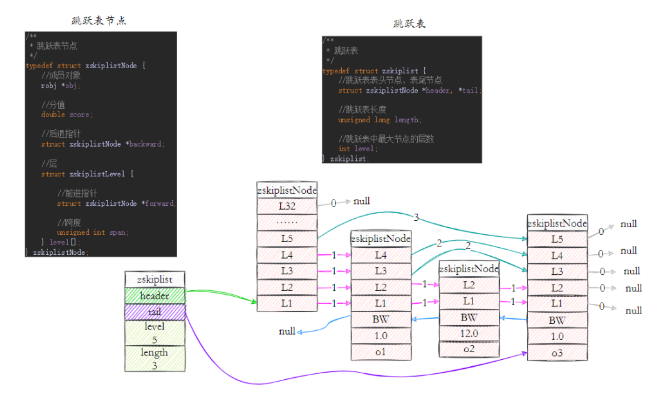 跳跃表节点
/**
* 跳跃表节点
*/
typedef struct zskiplistNode {
//成员对象
robj *obj;
//分值
double score;
//后退指针
struct zskiplistNode *backward;
//层
struct zskiplistLevel {
//前进指针
struct zskiplistNode *forward;
//跨度
unsigned int span;
} level[];
} zskiplistNode;
跳跃表
/**
* 跳跃表
*/
typedef struct zskiplist {
//跳跃表表头节点、表尾节点
struct zskiplistNode *header, *tail;
//跳跃表长度
unsigned long length;
//跳跃表中最大节点的层数
int level;
} zskiplist
zskiplist
header
tail
level
5
length
3
zskiplistNode
L32
……
L5
L4
L3
L2
L1
0
null
3
1
1
1
1
null
zskiplistNode
L4
L3
L2
L1
BW
1.0
o1
2
2
1
1
zskiplistNode
L2
L1
BW
12.0
o2
1
1
zskiplistNode
L5
L4
L3
L2
L1
BW
1.0
o3
0
null
0
null
0
null
0
null
0
null